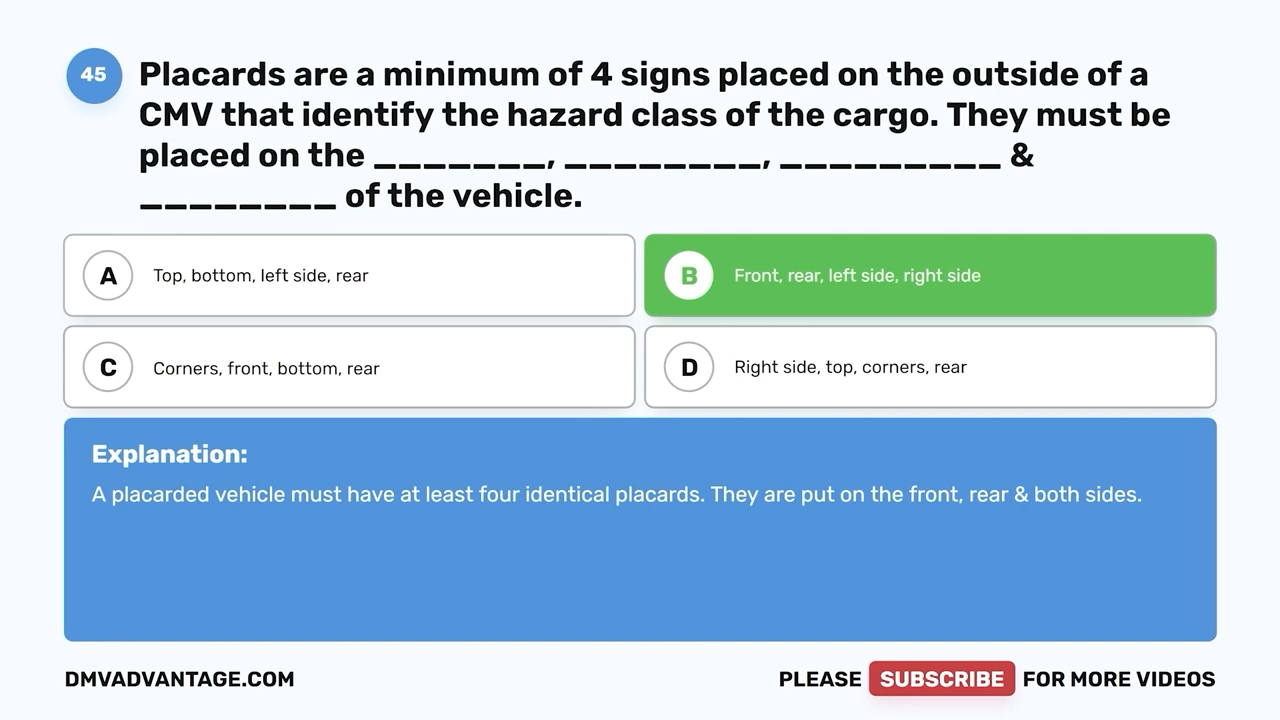 45
Placards are a minimum of 4 signs placed on the outside of a
CMV that identify the hazard class of the cargo. They must be
placed on the _______, ________, _________ &
________ of the vehicle.
A Top, bottom, left side, rear
B Front, rear, left side, right side
C Corners, front, bottom, rear
D Right side, top, corners, rear
Explanation:
A placarded vehicle must have at least four identical placards. They are put on the front, rear & both sides.
DMVADVANTAGE.COM
PLEASE SUBSCRIBE FOR MORE VIDEOS